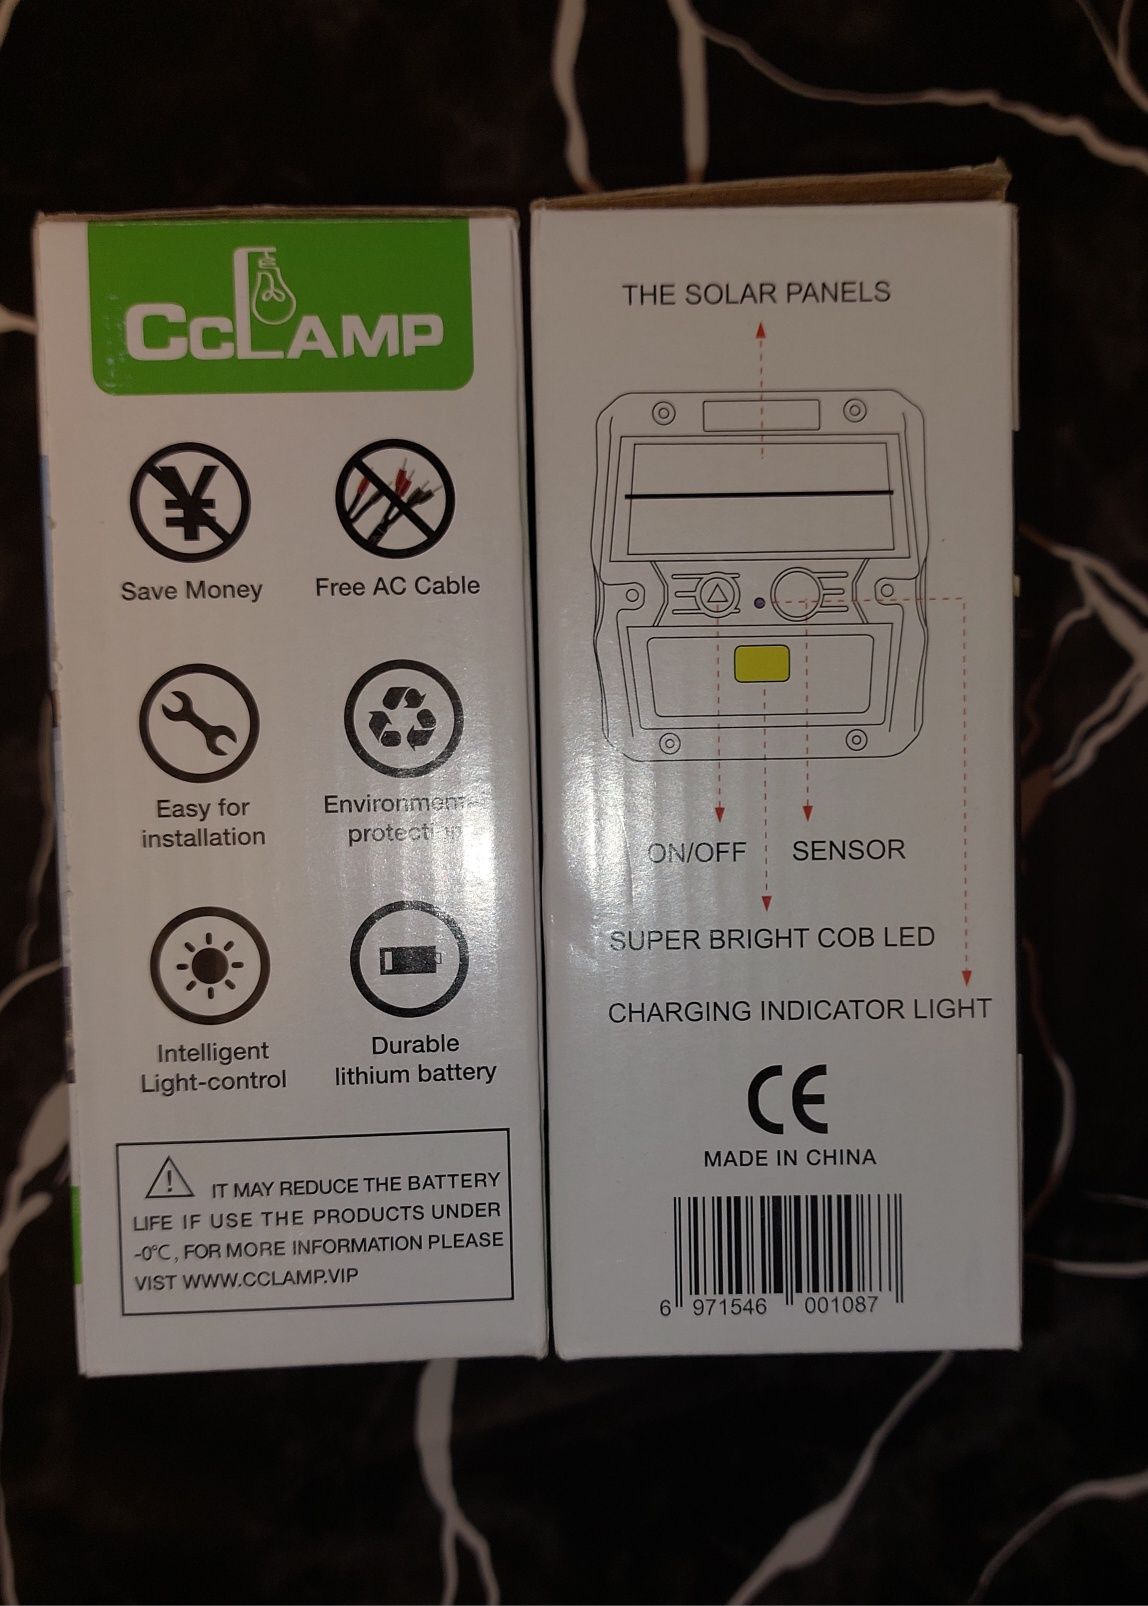 CCLAMP
¥
Save Money
Free AC Cable
Easy for
installation
Environment
protection
Intelligent
Light-control
Durable
lithium battery
! IT MAY REDUCE THE BATTERY
LIFE IF USE THE PRODUCTS UNDER
-0°C, FOR MORE INFORMATION PLEASE
VIST WWW.CCLAMP.VIP
THE SOLAR PANELS
ON/OFF
SENSOR
SUPER BRIGHT COB LED
CHARGING INDICATOR LIGHT
CE
MADE IN CHINA
6 971546 001087